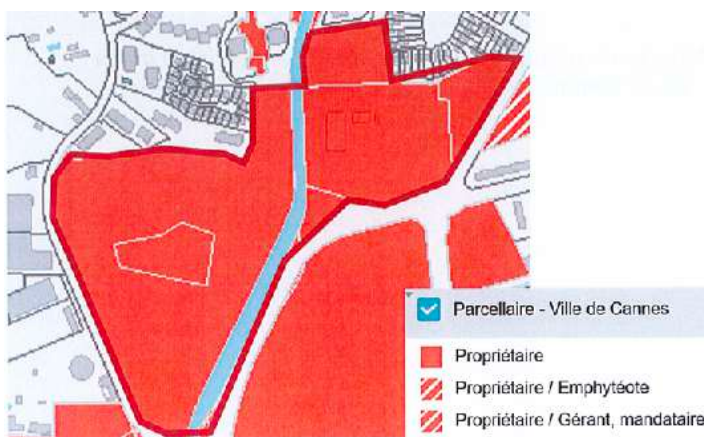 Parcellaire - Ville de Cannes
Propriétaire
Propriétaire / Emphytéote
Propriétaire / Gérant, mandataire